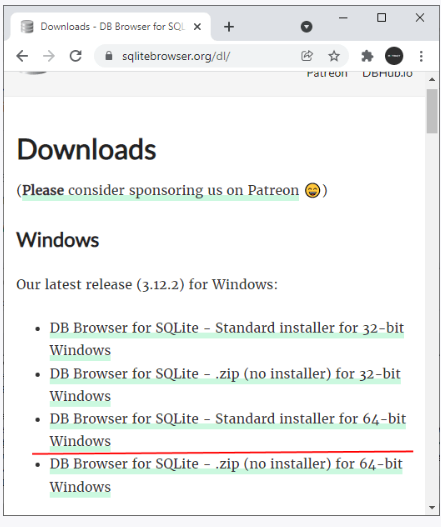 Downloads - DB Browser for SQL
sqlitebrowser.org/dl/
Patreon DBHub.io
Downloads
(Please consider sponsoring us on Patreon 😄)
Windows
Our latest release (3.12.2) for Windows:
• DB Browser for SQLite - Standard installer for 32-bit
Windows
• DB Browser for SQLite - .zip (no installer) for 32-bit
Windows
• DB Browser for SQLite - Standard installer for 64-bit
Windows
• DB Browser for SQLite - .zip (no installer) for 64-bit
Windows